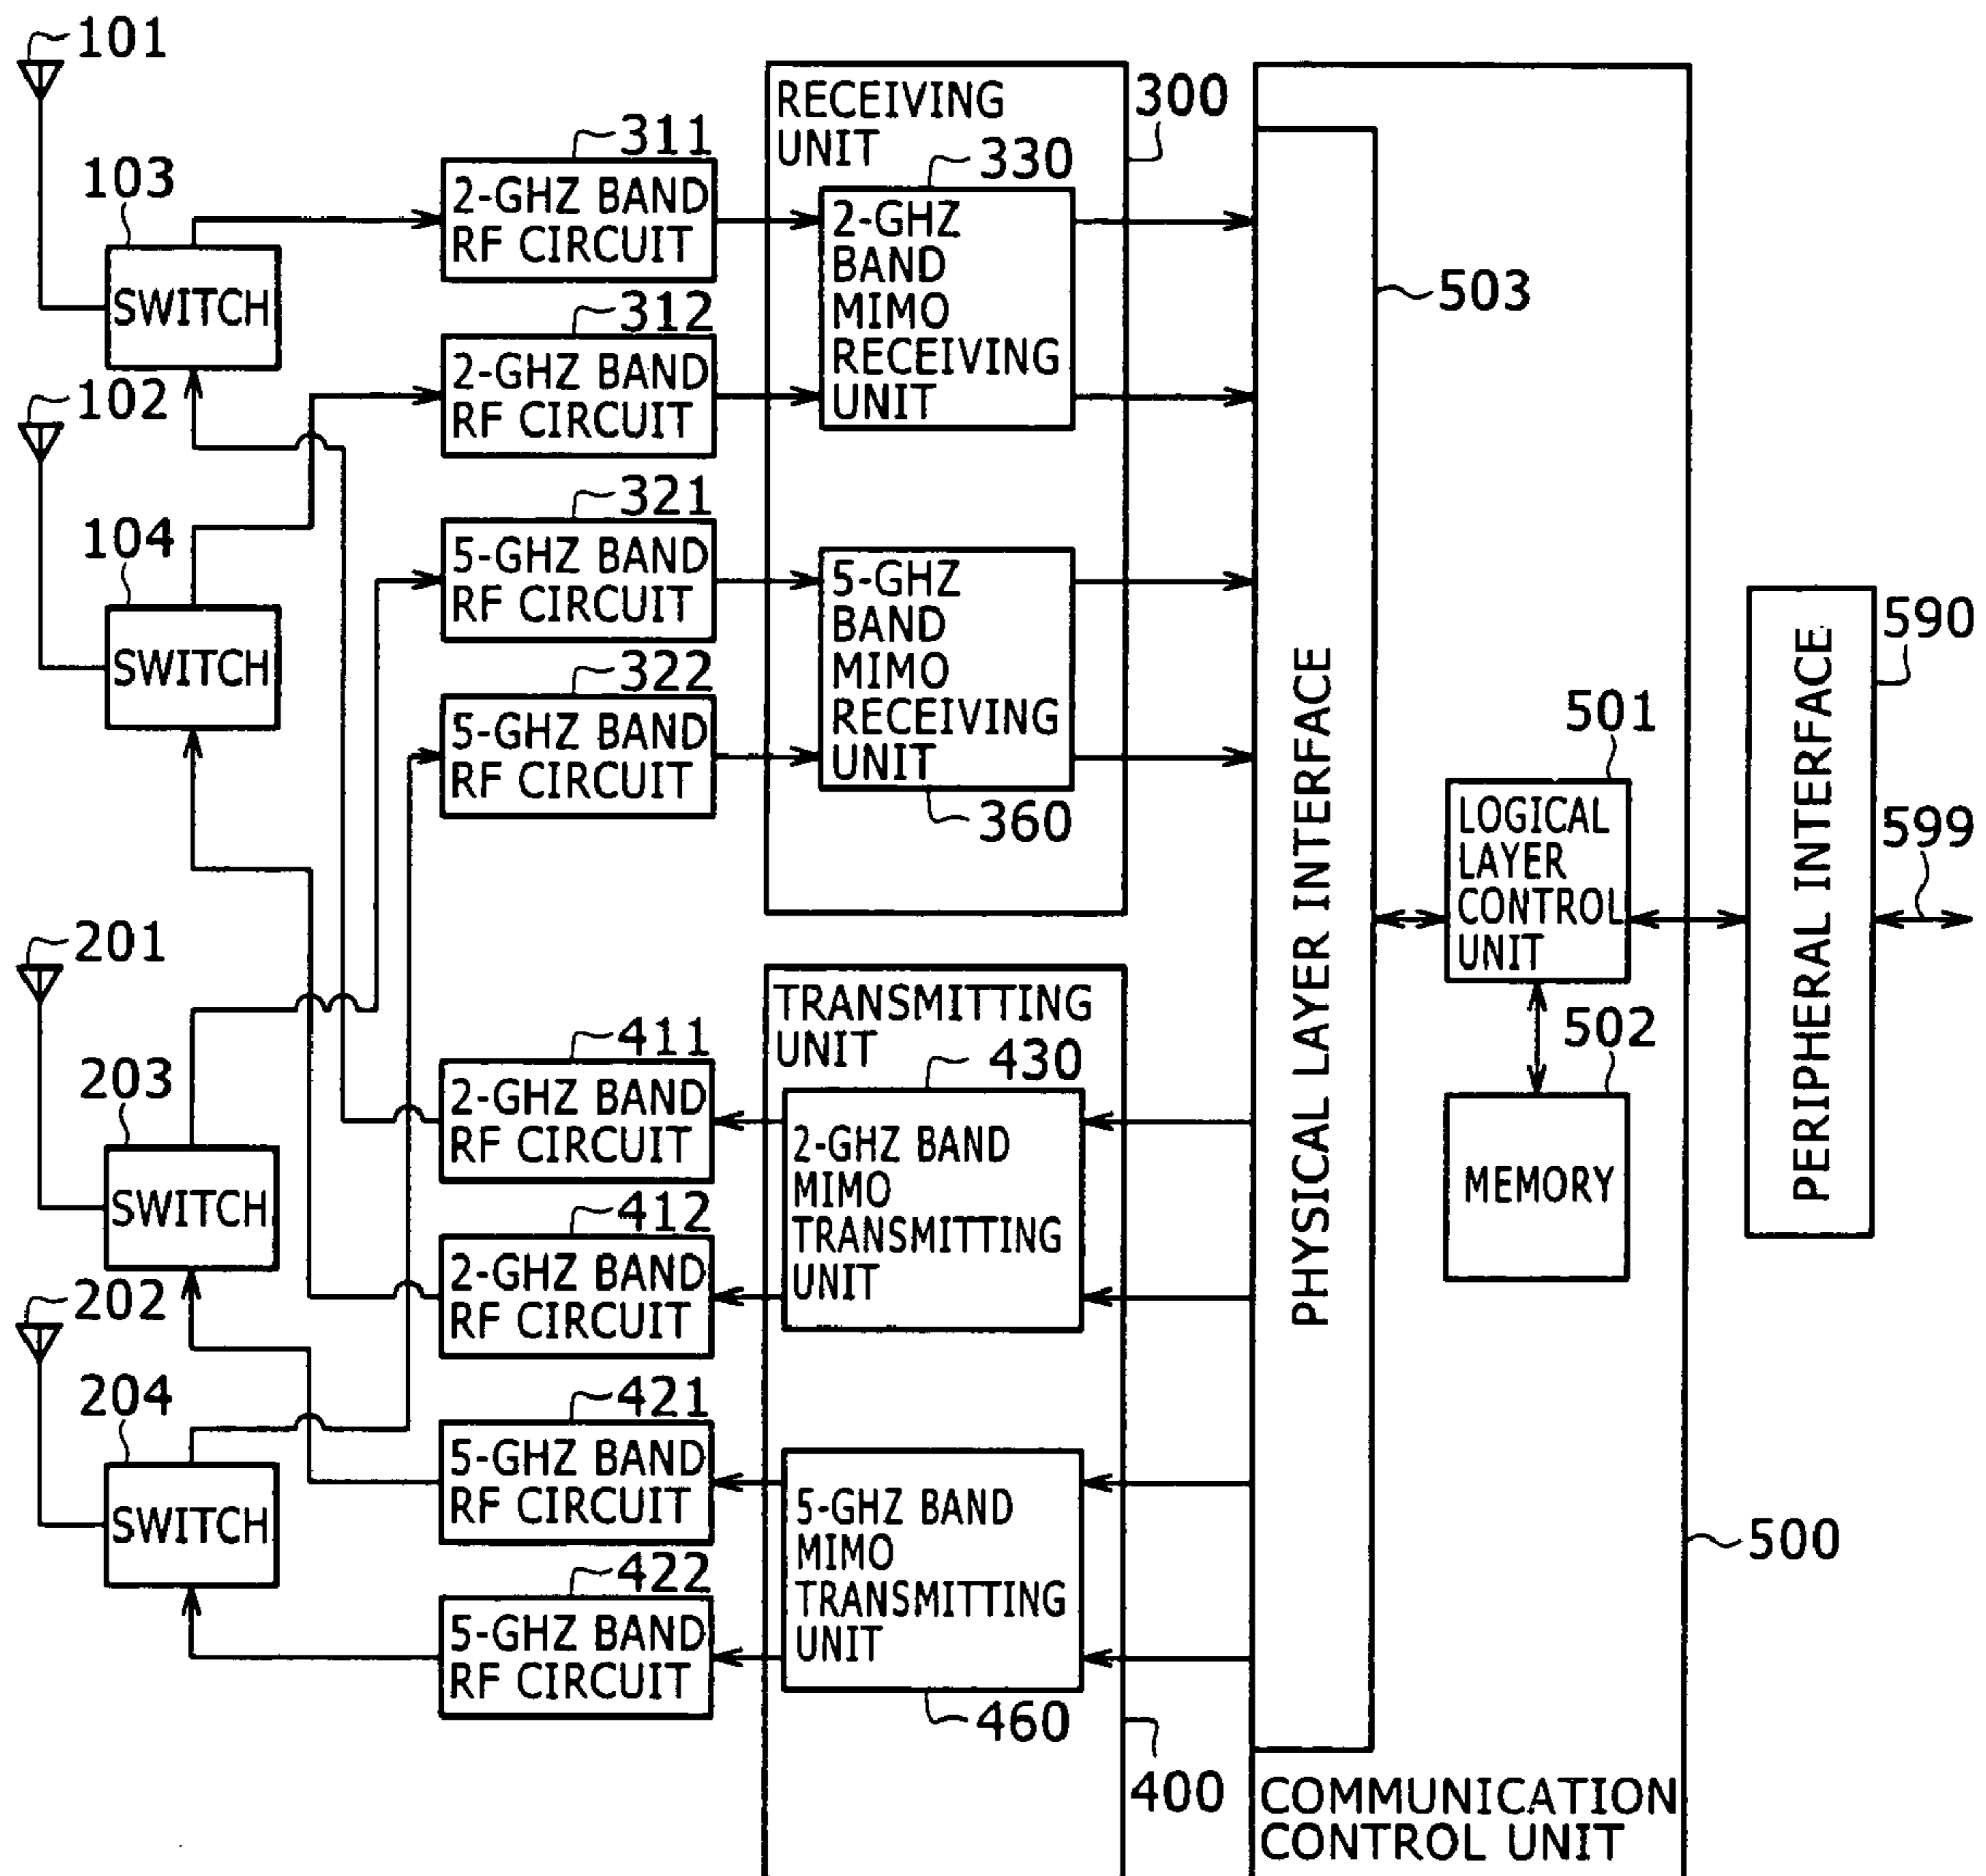 101
103
SWITCH
102
104
SWITCH
201
203
SWITCH
202
204
SWITCH
311
2-GHZ BAND
RF CIRCUIT
312
2-GHZ BAND
RF CIRCUIT
321
5-GHZ BAND
RF CIRCUIT
322
5-GHZ BAND
RF CIRCUIT
411
2-GHZ BAND
RF CIRCUIT
412
2-GHZ BAND
RF CIRCUIT
421
5-GHZ BAND
RF CIRCUIT
422
5-GHZ BAND
RF CIRCUIT
RECEIVING
UNIT
300
330
2-GHZ
BAND
MIMO
RECEIVING
UNIT
5-GHZ
BAND
MIMO
RECEIVING
UNIT
360
TRANSMITTING
UNIT
430
2-GHZ BAND
MIMO
TRANSMITTING
UNIT
5-GHZ BAND
MIMO
TRANSMITTING
UNIT
460
400
PHYSICAL LAYER INTERFACE
503
501
LOGICAL
LAYER
CONTROL
UNIT
502
MEMORY
500
COMMUNICATION
CONTROL UNIT
PERIPHERAL INTERFACE
590
599